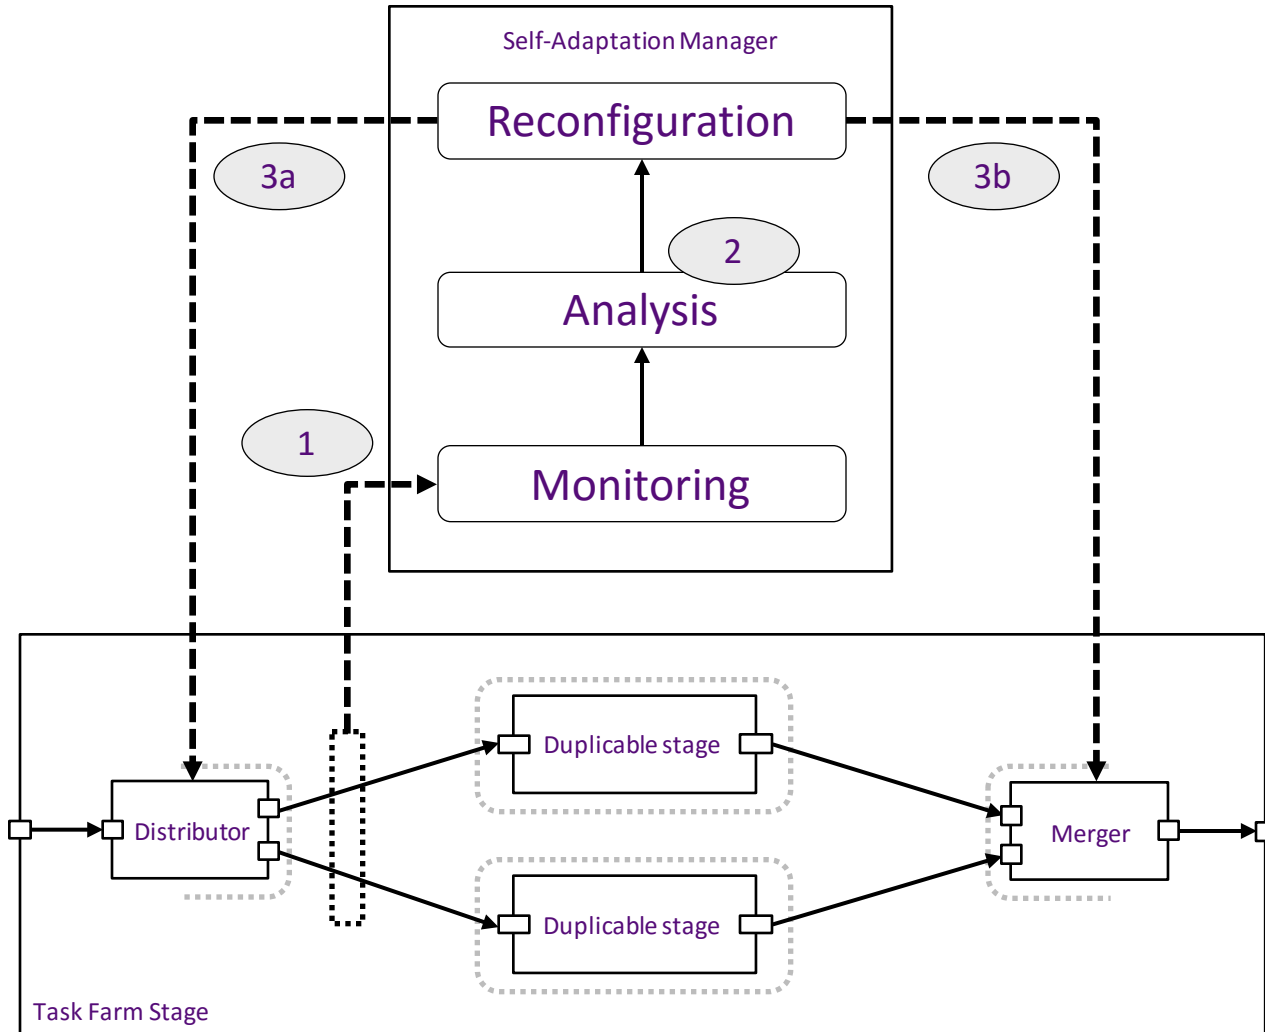 Self-Adaptation Manager
Reconfiguration
3a
3b
2
Analysis
1
Monitoring
Duplicable stage
Distributor
Merger
Duplicable stage
Task Farm Stage